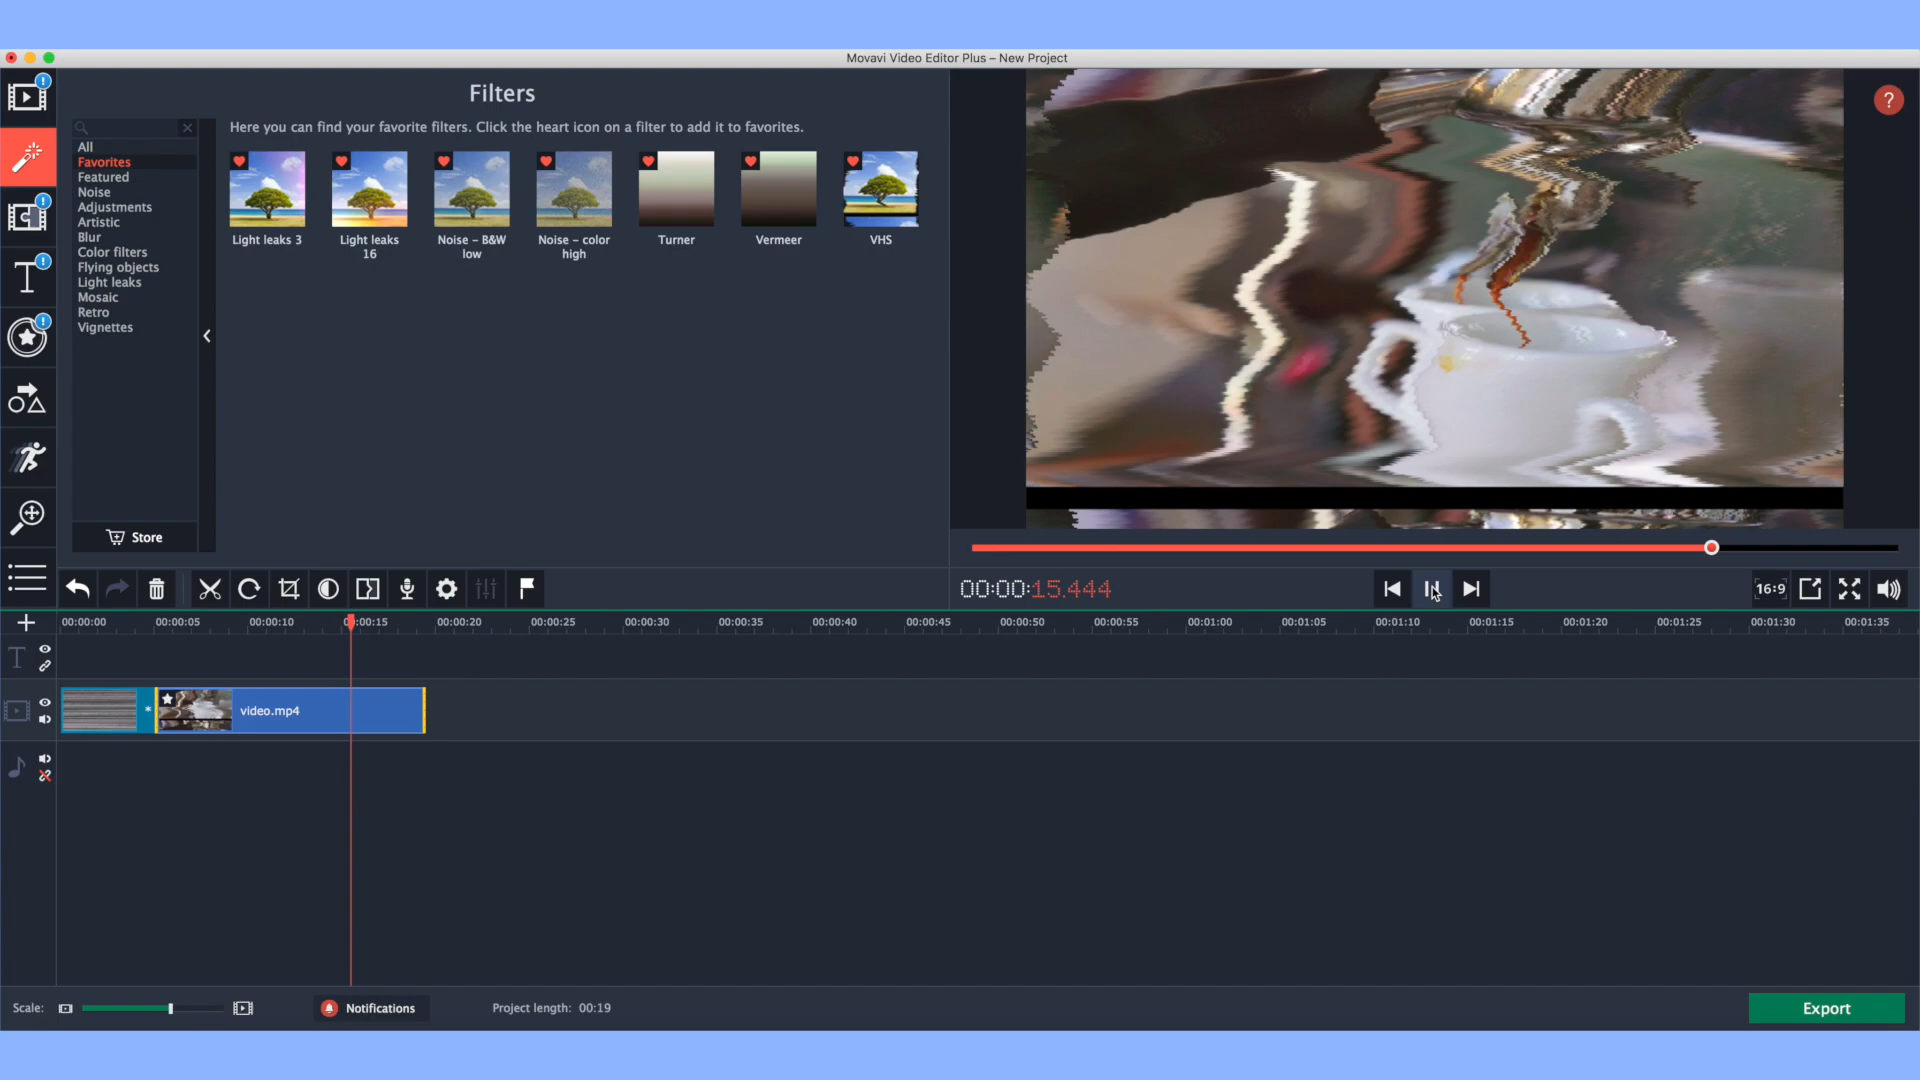 Movavi Video Editor Plus – New Project
Filters
Here you can find your favorite filters. Click the heart icon on a filter to add it to favorites.
All
Favorites
Featured
Noise
Adjustments
Artistic
Blur
Color filters
Flying objects
Light leaks
Mosaic
Retro
Vignettes
Store
Light leaks 3
Light leaks
16
Noise – B&W
low
Noise – color
high
Turner
Vermeer
VHS
?
00:00:15.444
16:9
00:00:00 00:00:05 00:00:10 00:00:15 00:00:20 00:00:25 00:00:30 00:00:35 00:00:40 00:00:45 00:00:50 00:00:55 00:01:00 00:01:05 00:01:10 00:01:15 00:01:20 00:01:25 00:01:30 00:01:35
video.mp4
Scale:
Notifications
Project length: 00:19
Export